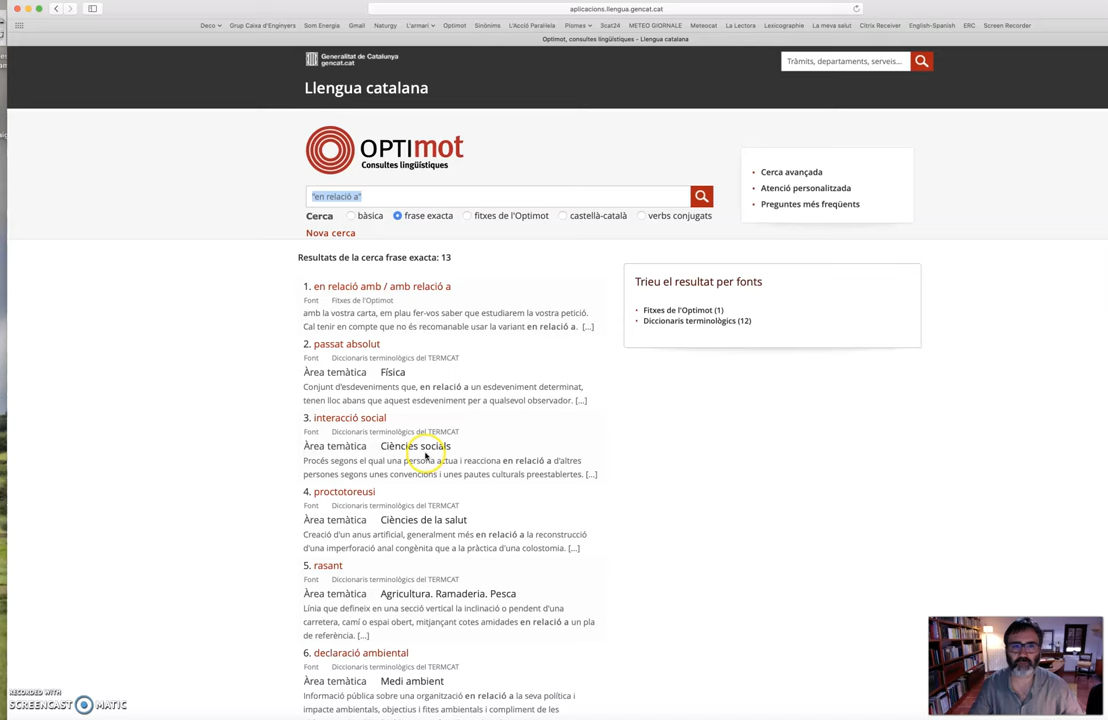 aplicacions.llengua.gencat.cat
Deco Grup Caixa d'Enginyers Som Energia Gmail Naturgy L'armari Optimot Sinònims L'Acció Paral·lela Plomes Scat24 METEO GIORNALE Meteocat La Lectora Lexicographie La meva salut Citrix Receiver English-Spanish ERC Screen Recorder
Optimot, consultes lingüístiques - Llengua catalana
Generalitat de Catalunya
gencat.cat
Tràmits, departaments, serveis...
Llengua catalana
OPTIMOT
Consultes lingüístiques
"en relació a"
Cerca bàsica frase exacta fitxes de l'Optimot castellà-català verbs conjugats
Nova cerca
Cerca avançada
Atenció personalitzada
Preguntes més freqüents
Resultats de la cerca frase exacta: 13
1. en relació amb / amb relació a
Font Fitxes de l'Optimot
amb la vostra carta, em plau fer-vos saber que estudiarem la vostra petició.
Cal tenir en compte que no és recomanable usar la variant en relació a. [...]
2. passat absolut
Font Diccionaris terminològics del TERMCAT
Àrea temàtica Física
Conjunt d'esdeveniments que, en relació a un esdeveniment determinat,
tenen lloc abans que aquest esdeveniment per a qualsevol observador. [...]
3. interacció social
Font Diccionaris terminològics del TERMCAT
Àrea temàtica Ciències socials
Procés segons el qual una persona actua i reacciona en relació a d'altres
persones segons unes convencions i unes pautes culturals preestablertes. [...]
4. proctotoreusi
Font Diccionaris terminològics del TERMCAT
Àrea temàtica Ciències de la salut
Creació d'un anus artificial, generalment més en relació a la reconstrucció
d'una imperforació anal congènita que a la pràctica d'una colostomia. [...]
5. rasant
Font Diccionaris terminològics del TERMCAT
Àrea temàtica Agricultura. Ramaderia. Pesca
Línia que defineix en una secció vertical la inclinació o pendent d'una
carretera, camí o espai obert, mitjançant cotes amidades en relació a un pla
de referència. [...]
6. declaració ambiental
Font Diccionaris terminològics del TERMCAT
Àrea temàtica Medi ambient
Informació pública sobre una organització en relació a la seva política i
impacte ambientals, objectius i fites ambientals i compliment de les
Trieu el resultat per fonts
Fitxes de l'Optimot (1)
Diccionaris terminològics (12)
RECORDED WITH
SCREENCAST MATIC